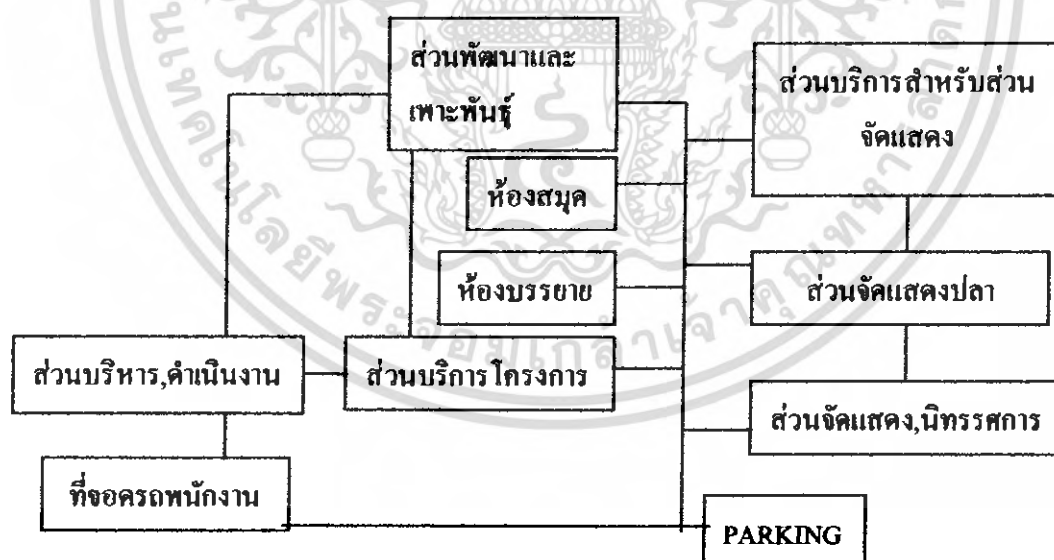 ส่วนพัฒนาและ
เพาะพันธุ์
ส่วนบริการสำหรับส่วน
จัดแสดง
ห้องสมุด
ห้องบรรยาย
ส่วนจัดแสดงปลา
ส่วนบริหาร,ดำเนินงาน
ส่วนบริการโครงการ
ส่วนจัดแสดง,นิทรรศการ
ที่จอดรถพนักงาน
PARKING